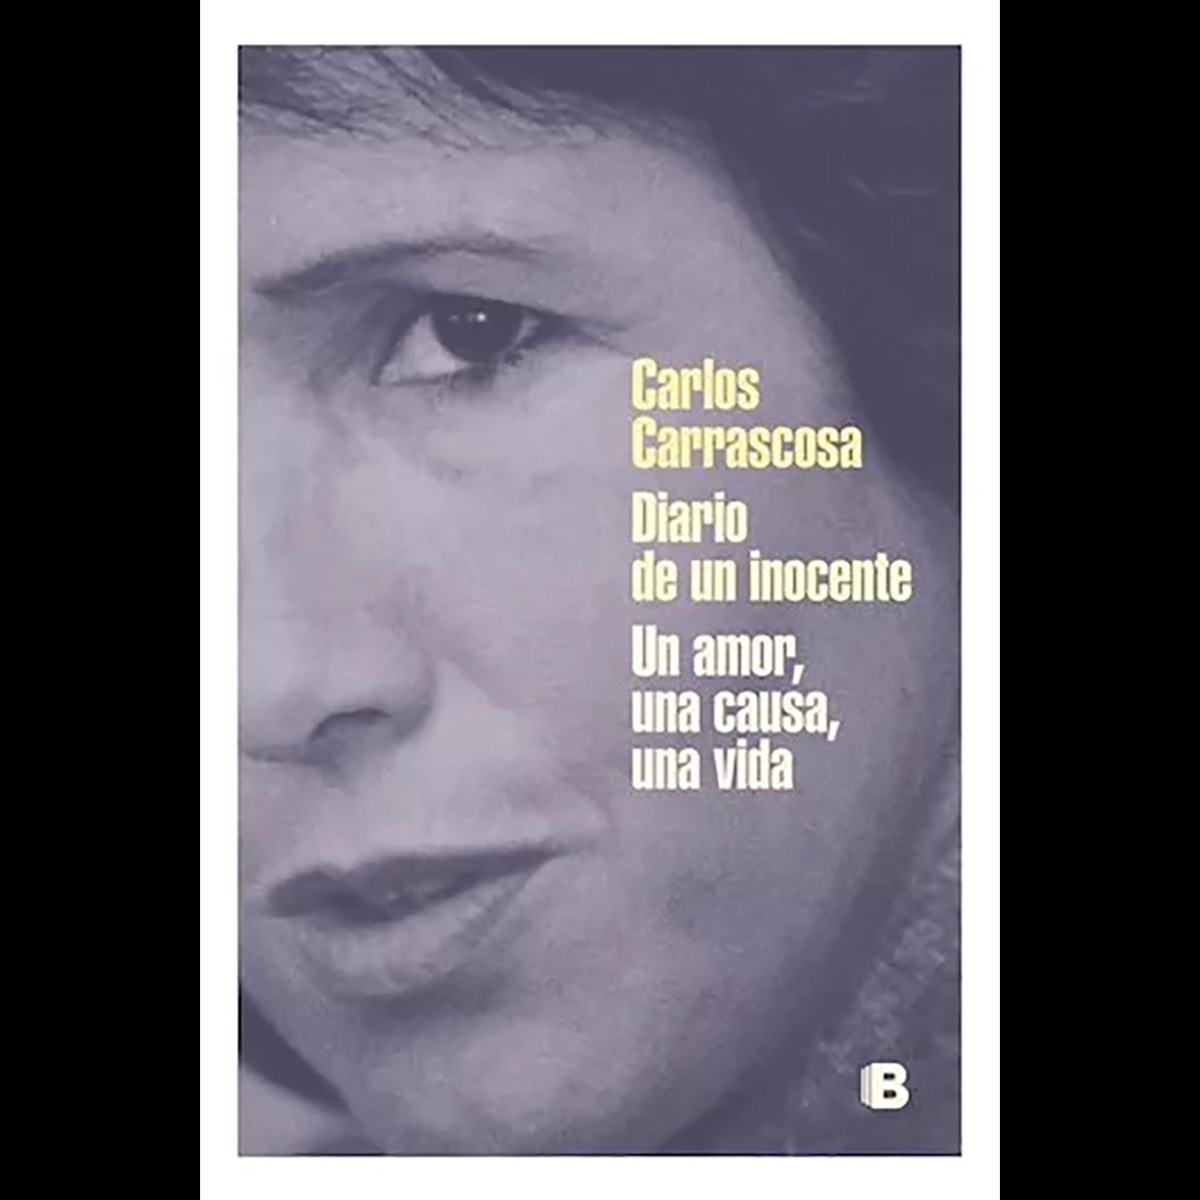 Carlos
Carrascosa
Diario
de un inocente
Un amor,
una causa,
una vida
B